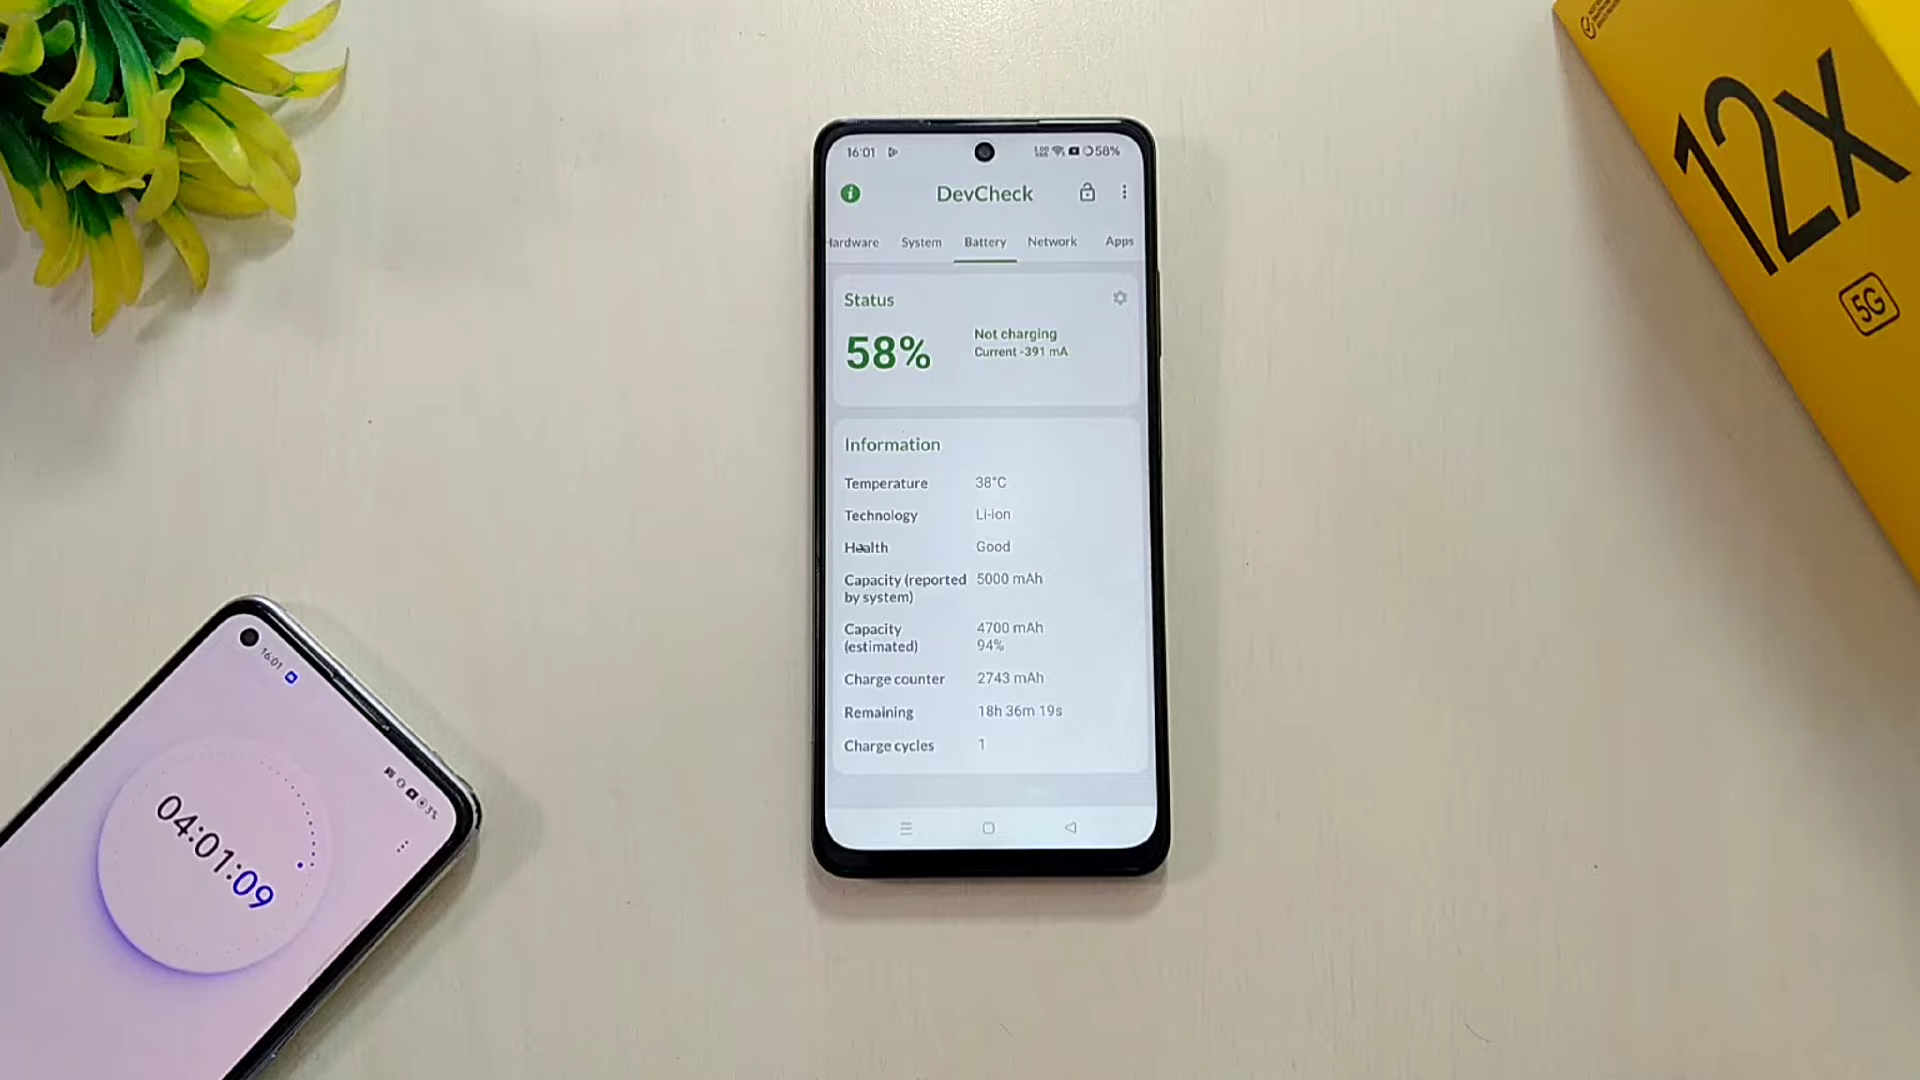 16:01
58%
DevCheck
Hardware System Battery Network Apps
Status
58%
Not charging
Current -391 mA
Information
Temperature 38°C
Technology Li-ion
Health Good
Capacity (reported by system) 5000 mAh
Capacity (estimated) 4700 mAh
94%
Charge counter 2743 mAh
Remaining 18h 36m 19s
Charge cycles 1
16:01
3%
04:01:09
12x
5G